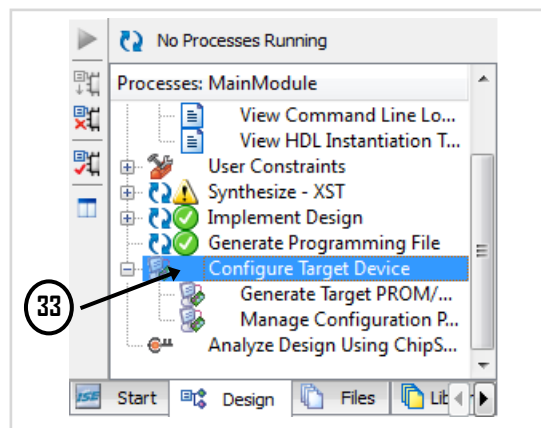 No Processes Running
Processes: MainModule
View Command Line Lo...
View HDL Instantiation T...
User Constraints
Synthesize - XST
Implement Design
Generate Programming File
Configure Target Device
33
Generate Target PROM/...
Manage Configuration P...
Analyze Design Using ChipS...
ISE Start Design Files Lib